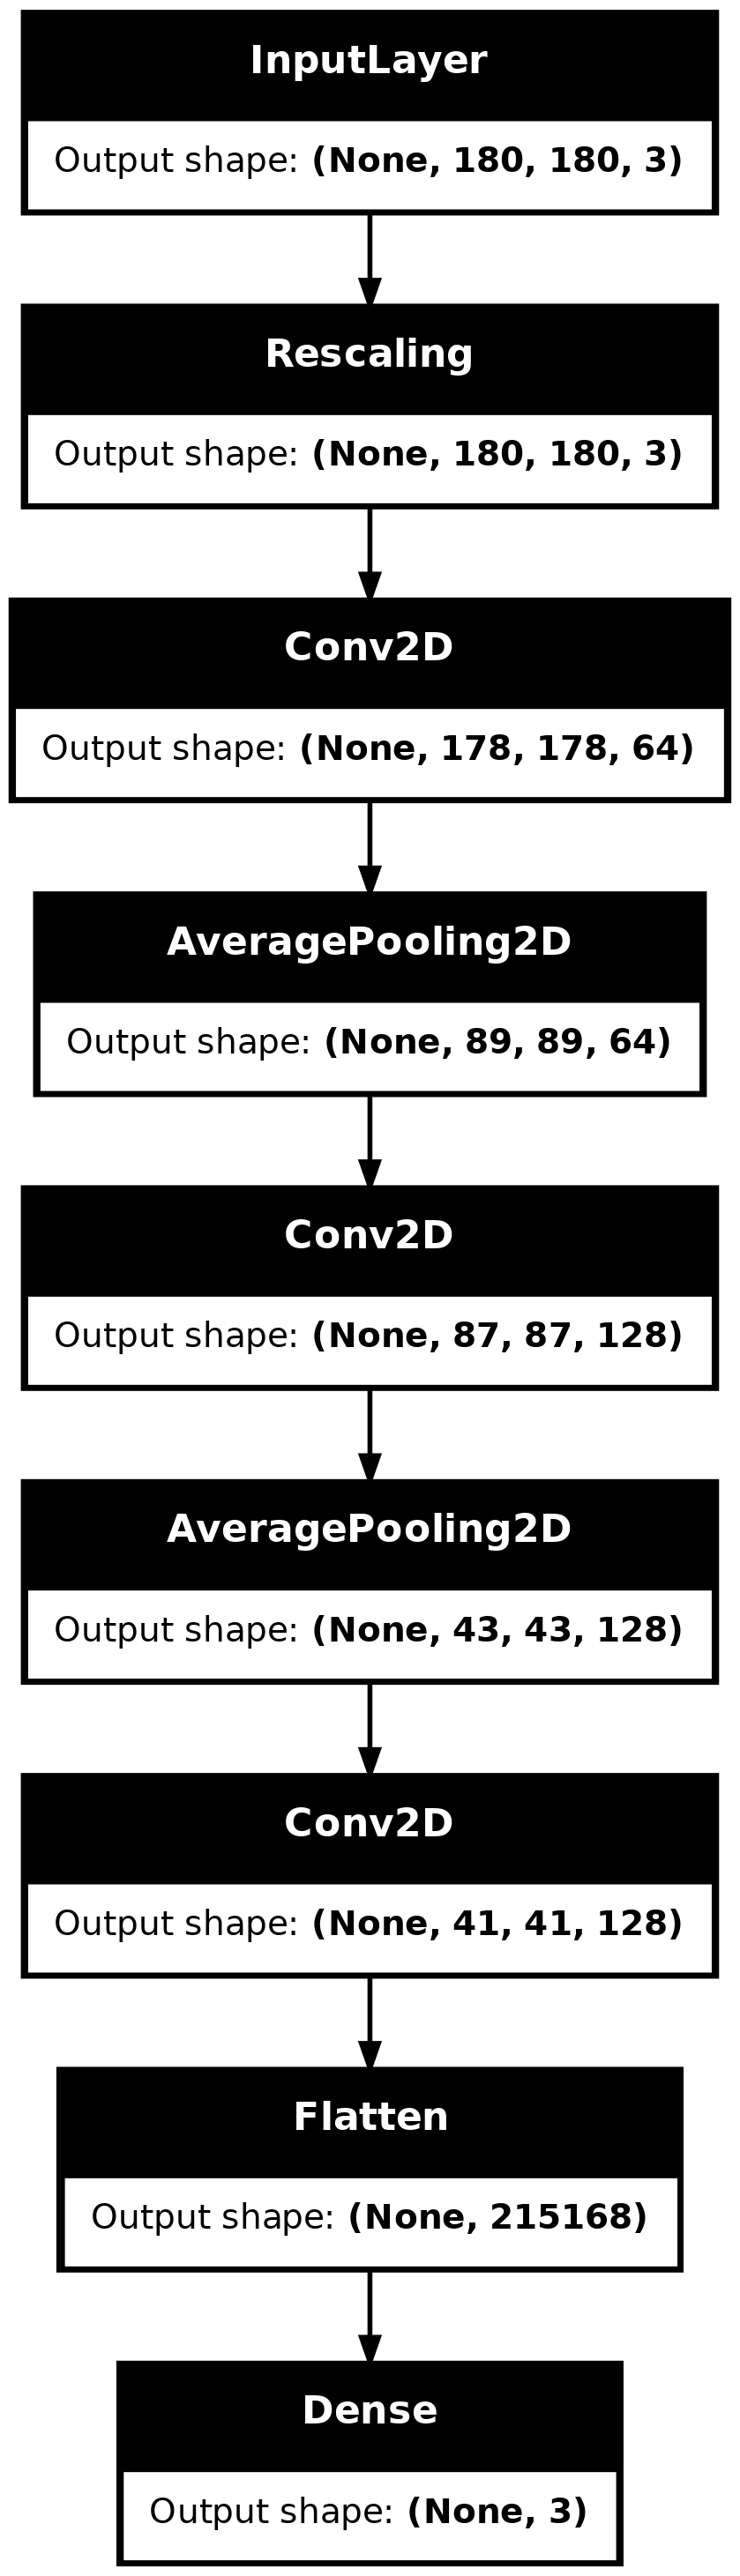 InputLayer
Output shape: (None, 180, 180, 3)
Rescaling
Output shape: (None, 180, 180, 3)
Conv2D
Output shape: (None, 178, 178, 64)
AveragePooling2D
Output shape: (None, 89, 89, 64)
Conv2D
Output shape: (None, 87, 87, 128)
AveragePooling2D
Output shape: (None, 43, 43, 128)
Conv2D
Output shape: (None, 41, 41, 128)
Flatten
Output shape: (None, 215168)
Dense
Output shape: (None, 3)